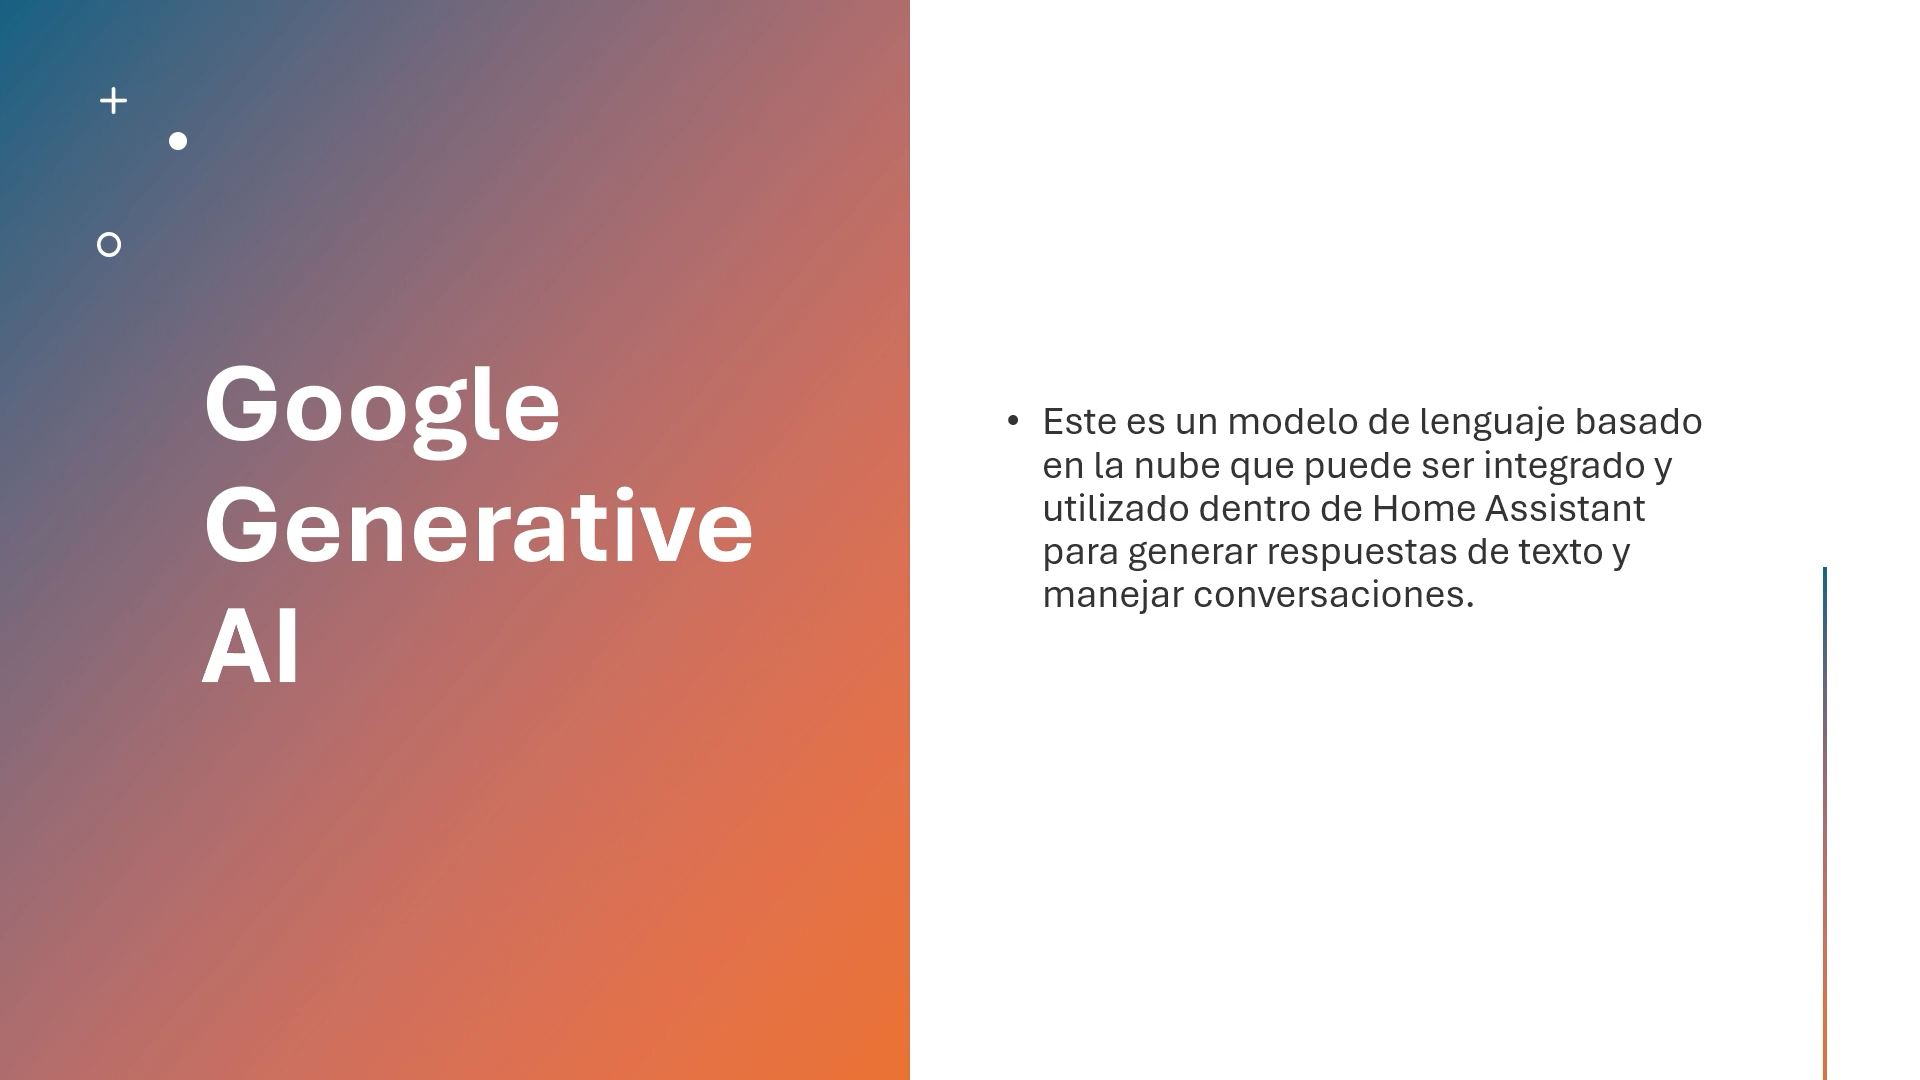 Google
Generative
AI
• Este es un modelo de lenguaje basado
en la nube que puede ser integrado y
utilizado dentro de Home Assistant
para generar respuestas de texto y
manejar conversaciones.